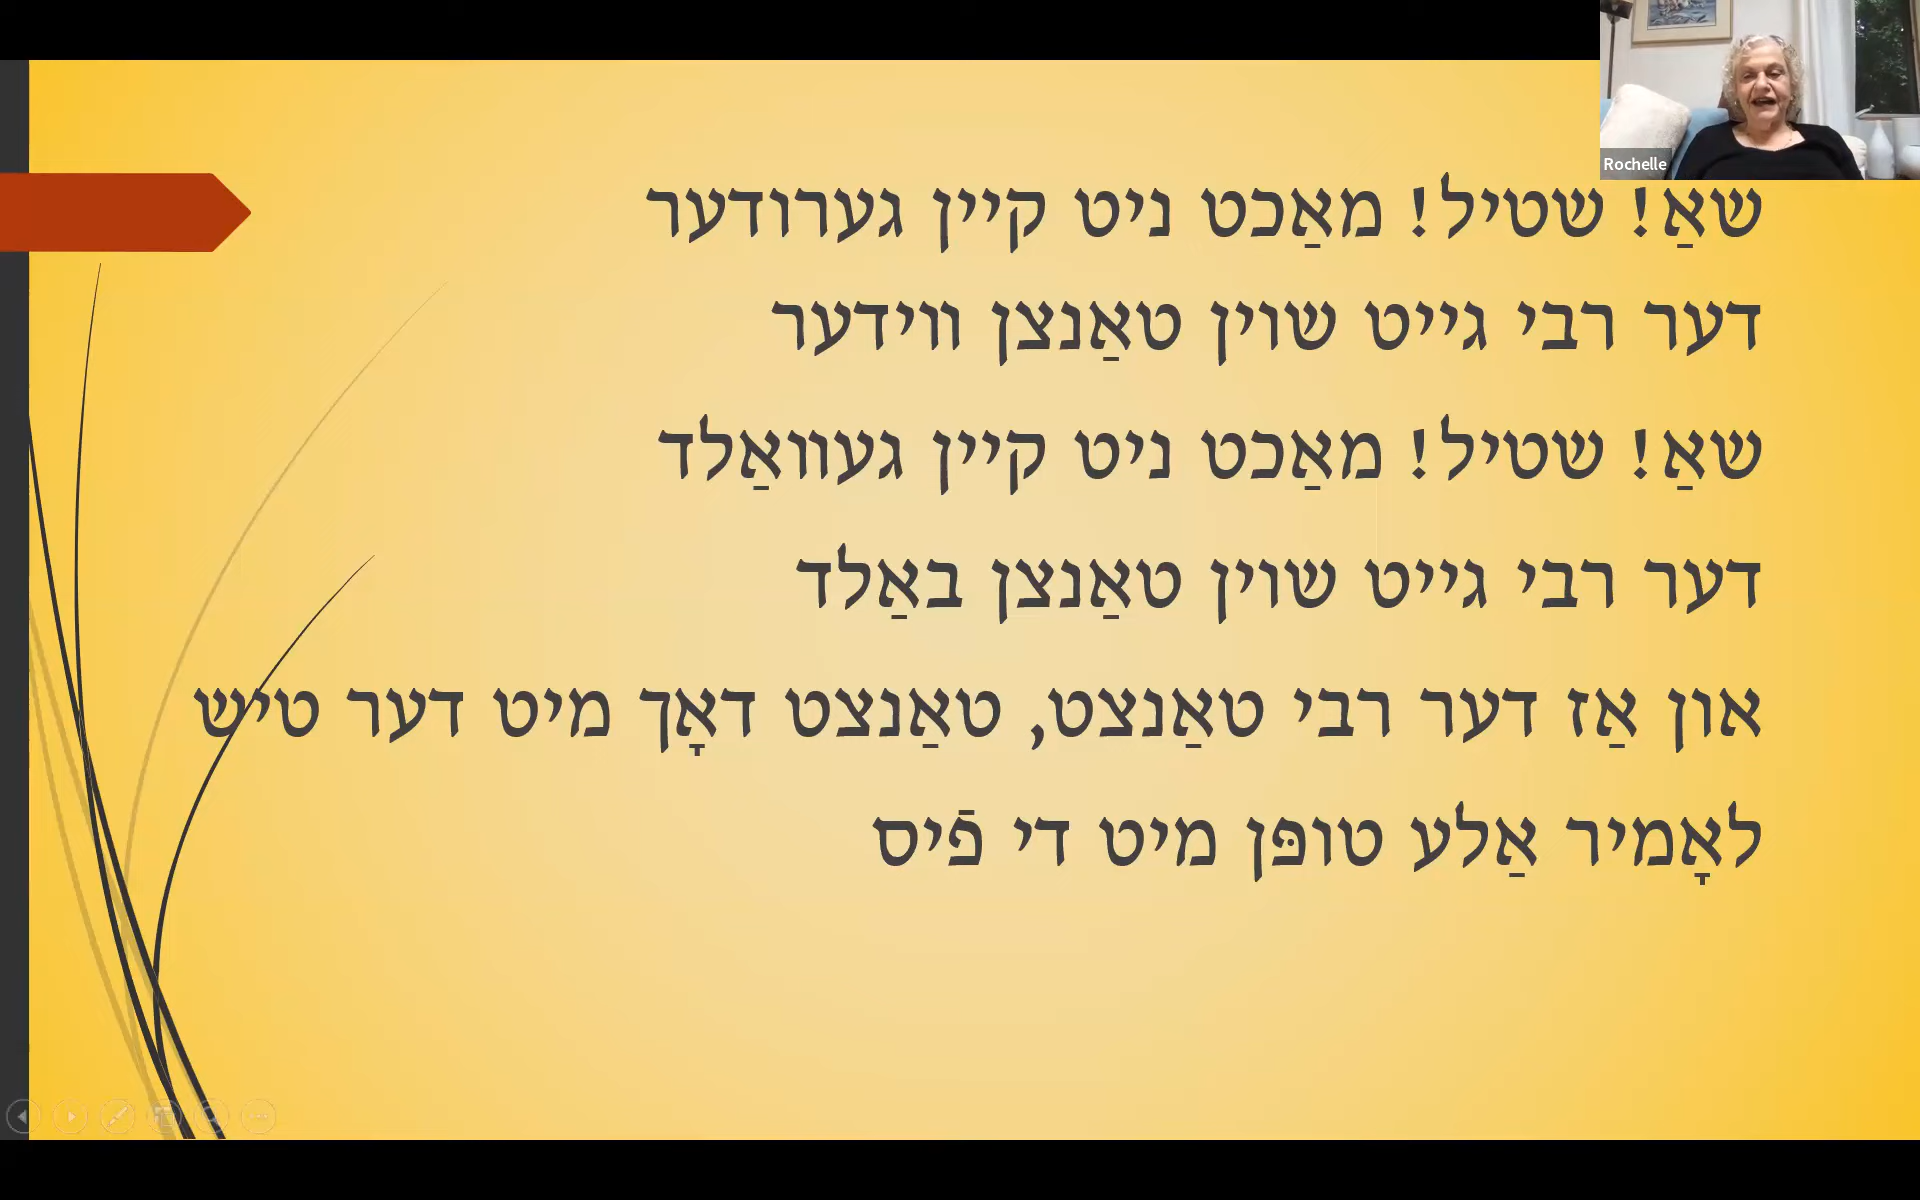 Rochelle
שאַ! שטיל! מאַכט ניט קיין גערודער
דער רבי גייט שוין טאַנצן ווידער
שאַ! שטיל! מאַכט ניט קיין געוואַלד
דער רבי גייט שוין טאַנצן באַלד
און אַז דער רבי טאַנצט, טאַנצט דאָך מיט דער טיש
לאָמיר אַלע טופּן מיט די פֿיס